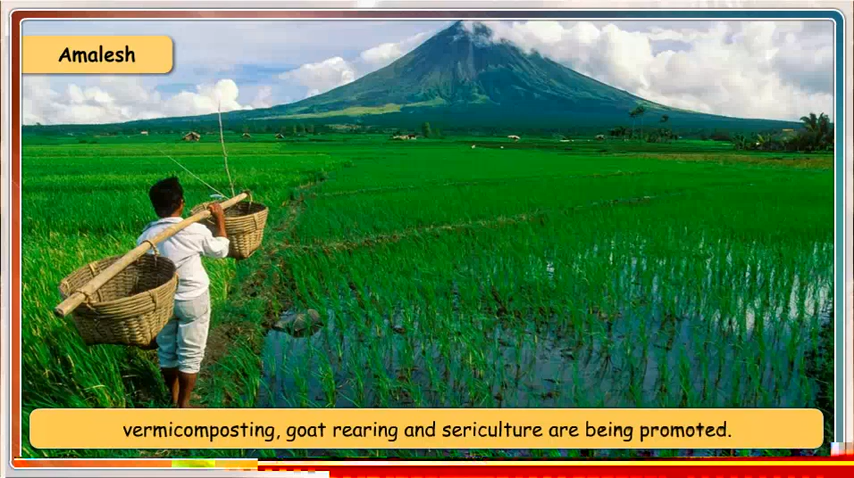 Amalesh
vermicomposting, goat rearing and sericulture are being promoted.